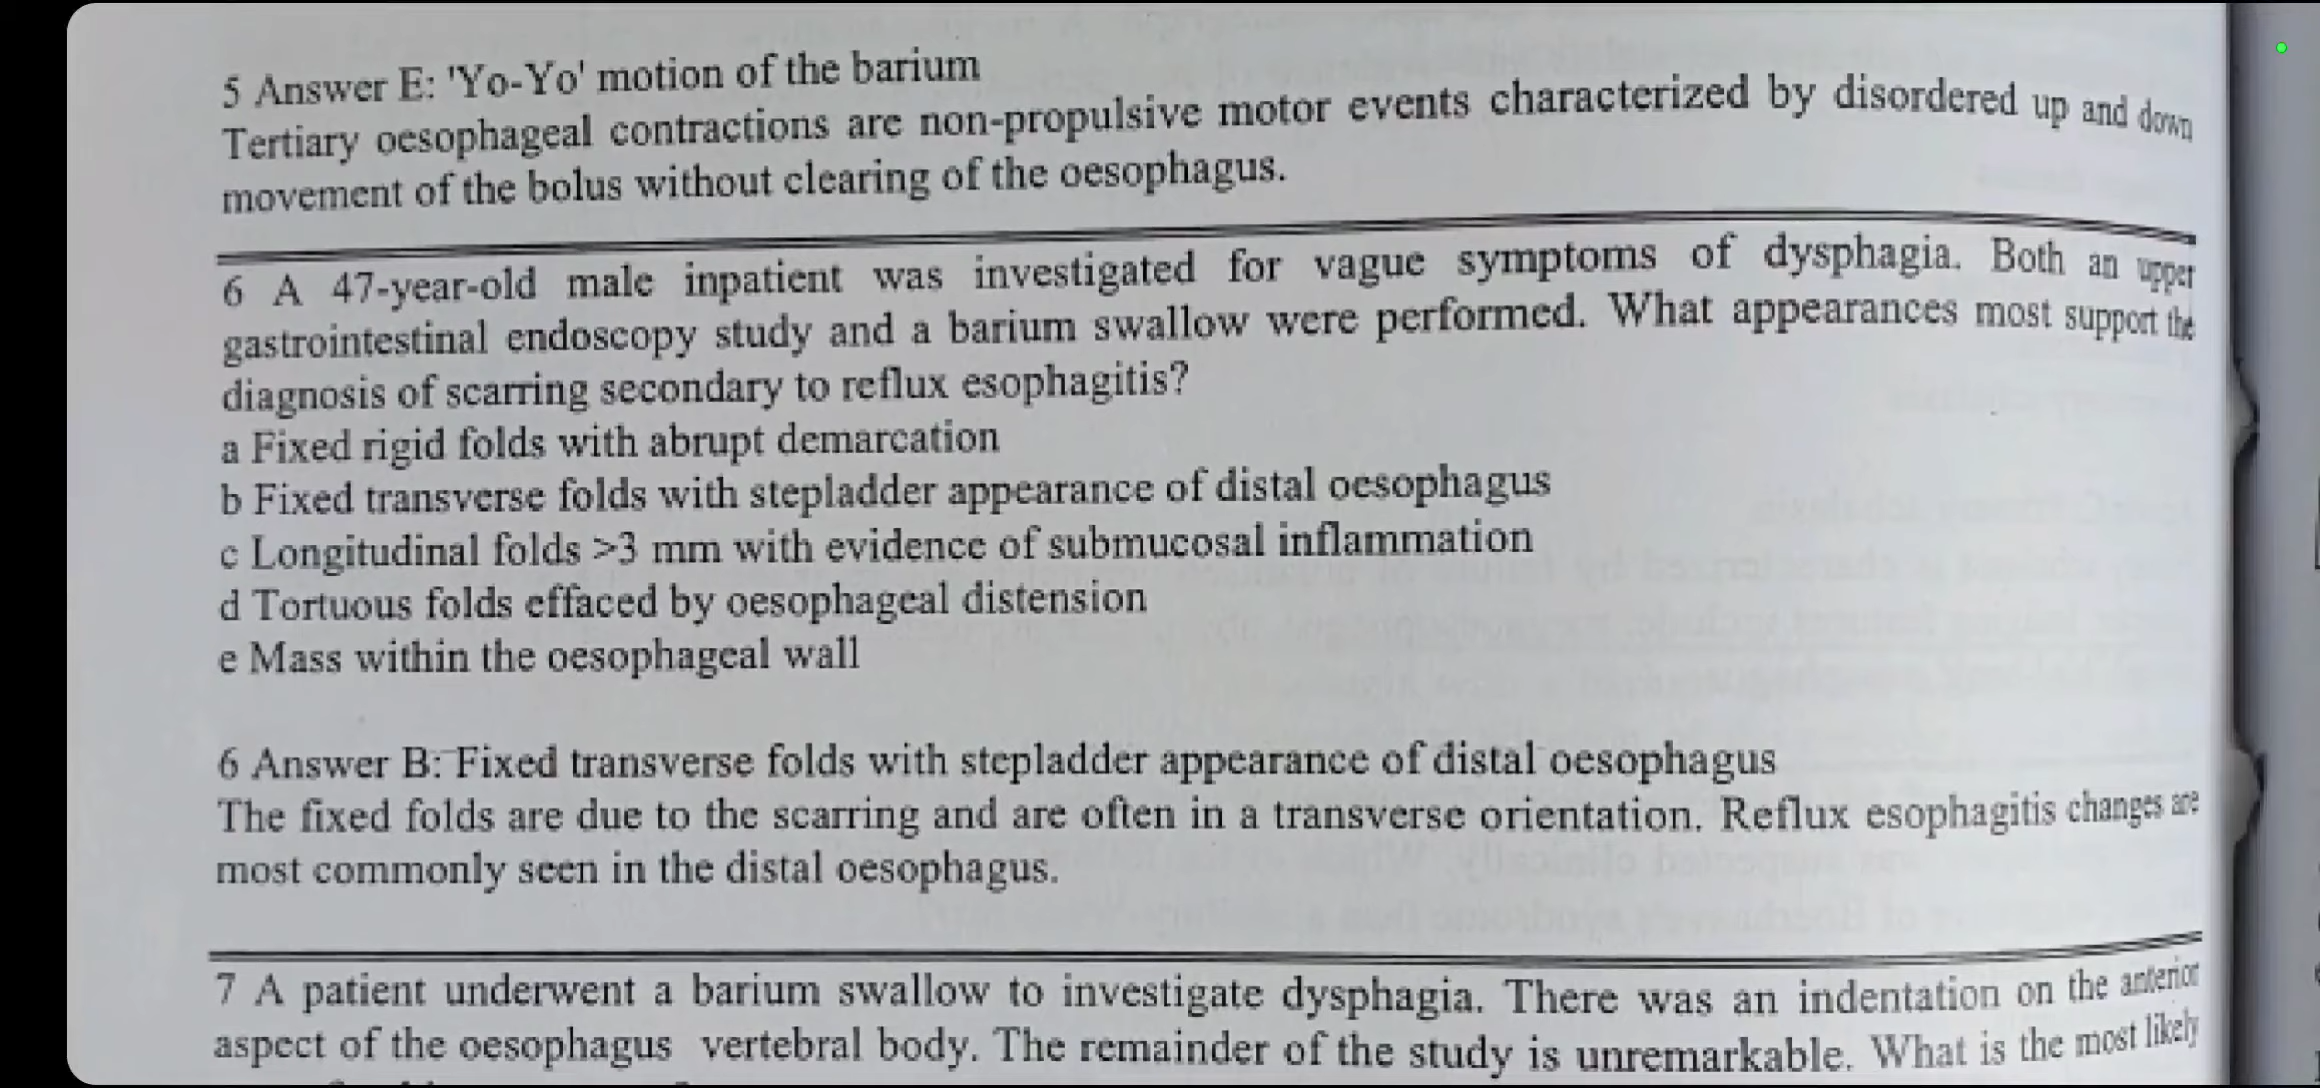 5 Answer E: 'Yo-Yo' motion of the barium
Tertiary oesophageal contractions are non-propulsive motor events characterized by disordered up and down
movement of the bolus without clearing of the oesophagus.
6 A 47-year-old male inpatient was investigated for vague symptoms of dysphagia. Both an upper
gastrointestinal endoscopy study and a barium swallow were performed. What appearances most support the
diagnosis of scarring secondary to reflux esophagitis?
a Fixed rigid folds with abrupt demarcation
b Fixed transverse folds with stepladder appearance of distal oesophagus
c Longitudinal folds >3 mm with evidence of submucosal inflammation
d Tortuous folds effaced by oesophageal distension
e Mass within the oesophageal wall
6 Answer B: Fixed transverse folds with stepladder appearance of distal oesophagus
The fixed folds are due to the scarring and are often in a transverse orientation. Reflux esophagitis changes are
most commonly seen in the distal oesophagus.
7 A patient underwent a barium swallow to investigate dysphagia. There was an indentation on the anterior
aspect of the oesophagus vertebral body. The remainder of the study is unremarkable. What is the most likely